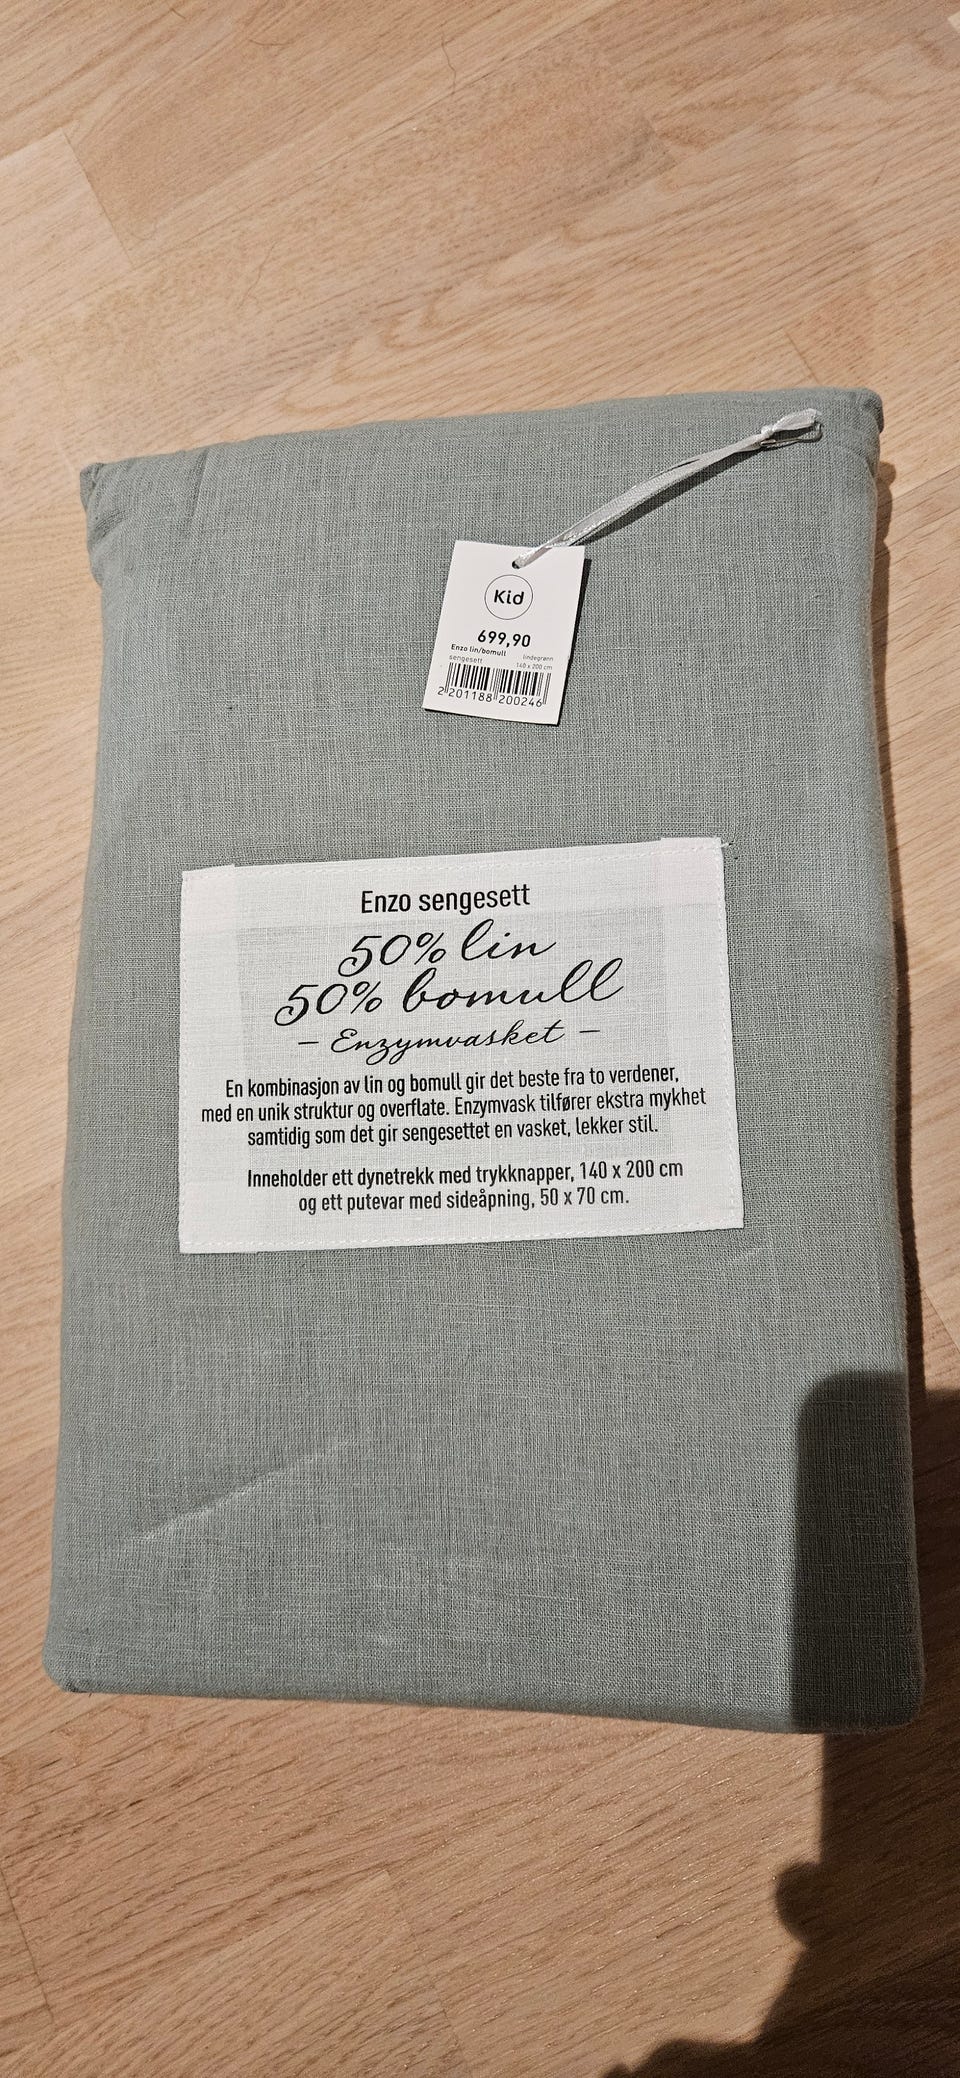 Kid
699,90
Enzo lin/bomull lindegrønn
sengesett 140 x 200 cm
2 201188 200246
Enzo sengesett
50% lin
50% bomull
- Enzymvasket -
En kombinasjon av lin og bomull gir det beste fra to verdener,
med en unik struktur og overflate. Enzymvask tilfører ekstra mykhet
samtidig som det gir sengesettet en vasket, lekker stil.
Inneholder ett dynetrekk med trykknapper, 140 x 200 cm
og ett putevar med sideåpning, 50 x 70 cm.